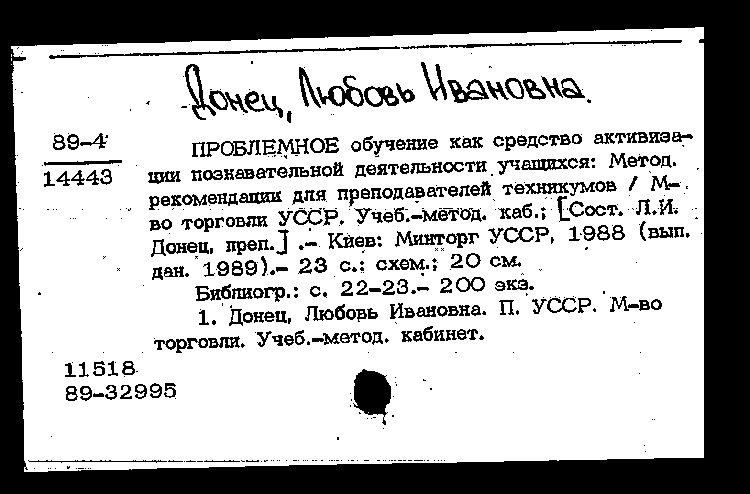 Донец, Любовь Ивановна.
89-4
14443
ПРОБЛЕМНОЕ обучение как средство активиза-
ции познавательной деятельности учащихся: Метод.
рекомендации для преподавателей техникумов / М-
во торговли УССР. Учеб.-метод. каб.; [Сост. Л.И.
Донец, преп.] .- Киев: Минторг УССР, 1988 (вып.
дан. 1989).- 23 с.: схем.; 20 см.
Библиогр.: с. 22-23.- 200 экз.
1. Донец, Любовь Ивановна. П. УССР. М-во
торговли. Учеб.-метод. кабинет.
11518
89-32995